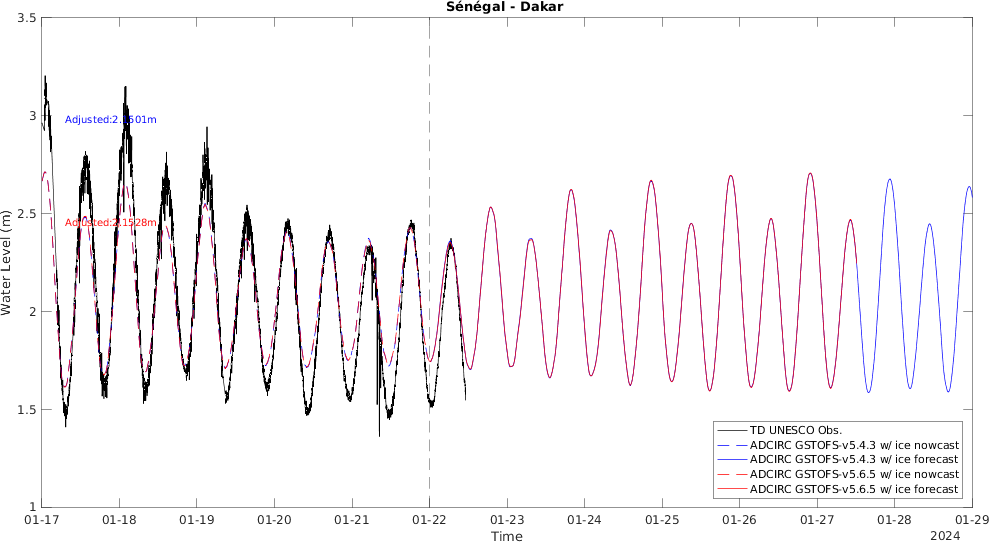 Sénégal - Dakar
3.5
3
2.5
2
1.5
1
Water Level (m)
Adjusted:2.1528m
01-17
01-18
01-19
01-20
01-21
01-22
01-23
01-24
01-25
01-26
01-27
01-28
01-29
Time
2024
TD UNESCO Obs.
ADCIRC GSTOFS-v5.4.3 w/ ice nowcast
ADCIRC GSTOFS-v5.4.3 w/ ice forecast
ADCIRC GSTOFS-v5.6.5 w/ ice nowcast
ADCIRC GSTOFS-v5.6.5 w/ ice forecast